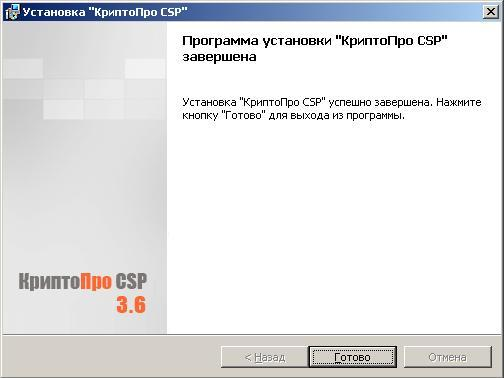 Установка "КриптоПро CSP"
Программа установки "КриптоПро CSP"
завершена
Установка "КриптоПро CSP" успешно завершена. Нажмите
кнопку "Готово" для выхода из программы.
КриптоПро CSP
3.6
< Назад
Готово
Отмена